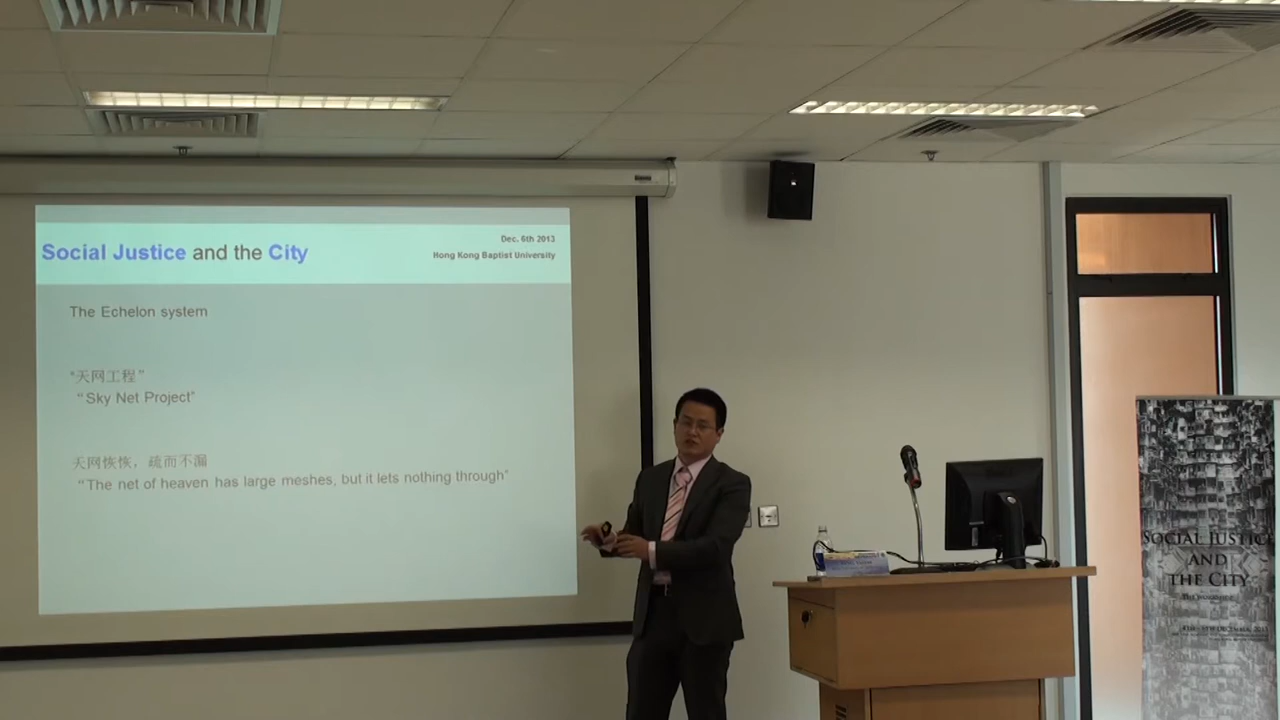 Social Justice and the City
Dec. 6th 2013
Hong Kong Baptist University
The Echelon system
“天网工程”
“Sky Net Project”
天网恢恢，疏而不漏
“The net of heaven has large meshes, but it lets nothing through”
SOCIAL JUSTICE
AND
THE CITY